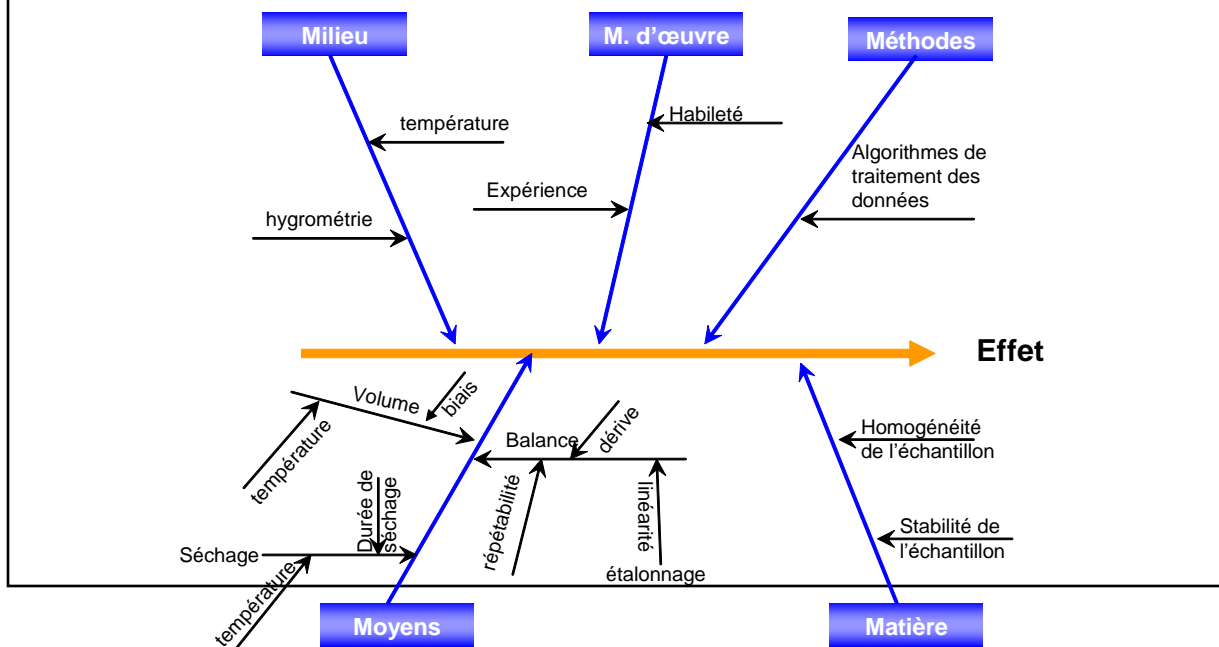 Milieu
M. d'œuvre
Méthodes
température
Habileté
Algorithmes de
traitement des
données
Expérience
hygrométrie
Effet
Volume
biais
température
Balance
dérive
répétabilité
linéarité
étalonnage
Durée de
séchage
Séchage
température
Homogénéité
de l'échantillon
Stabilité de
l'échantillon
Moyens
Matière